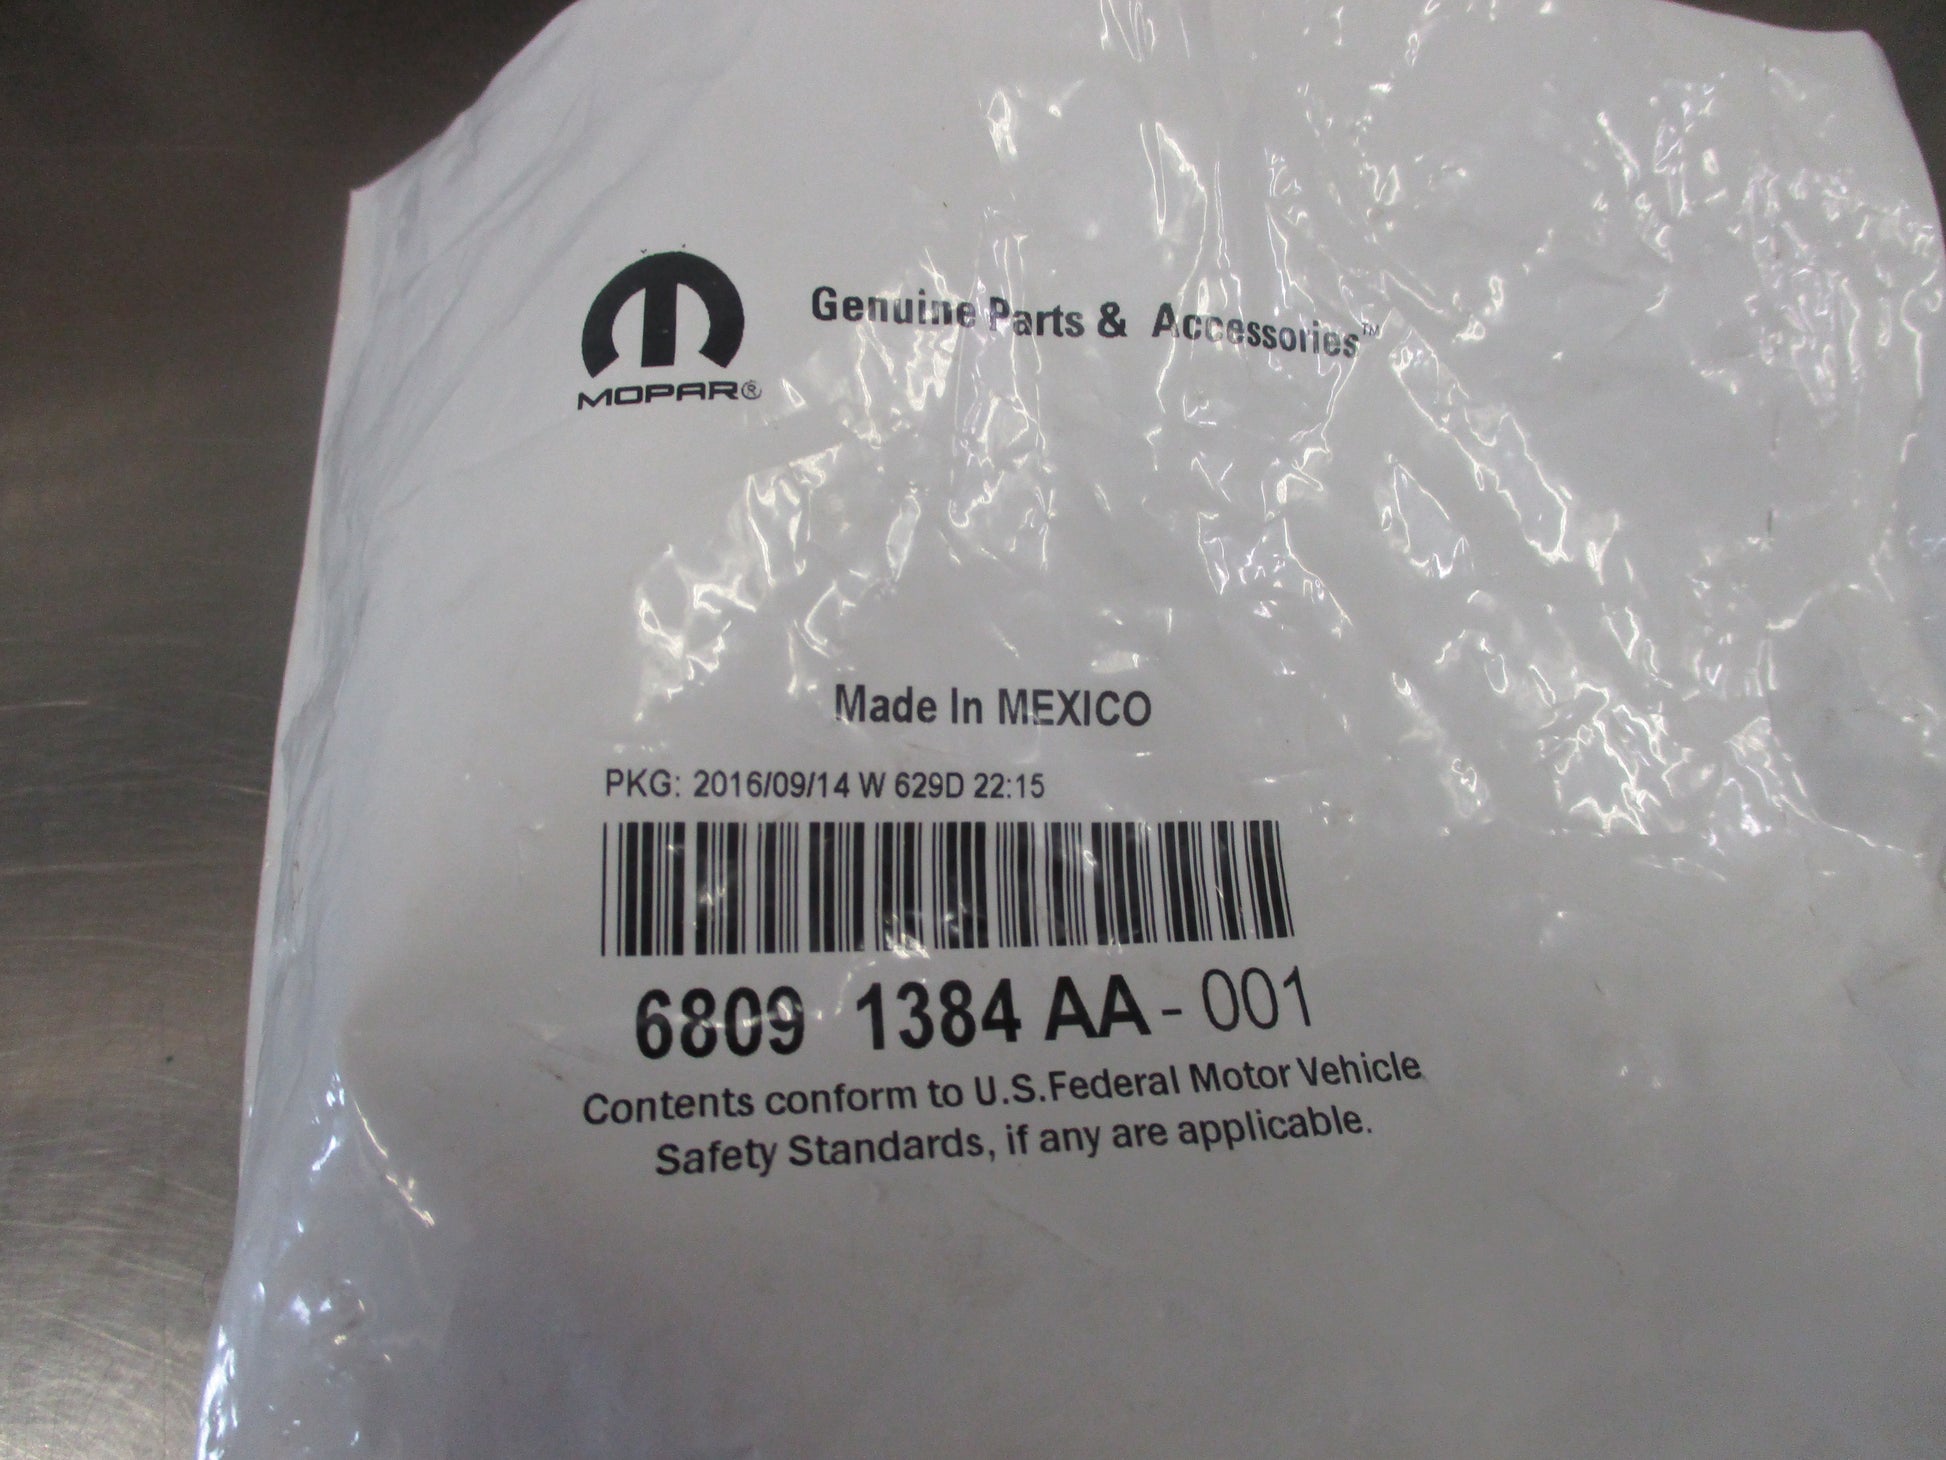 Genuine Parts & Accessories™
MOPAR®
Made In MEXICO
PKG: 2016/09/14 W 629D 22:15
6809 1384 AA - 001
Contents conform to U.S.Federal Motor Vehicle
Safety Standards, if any are applicable.